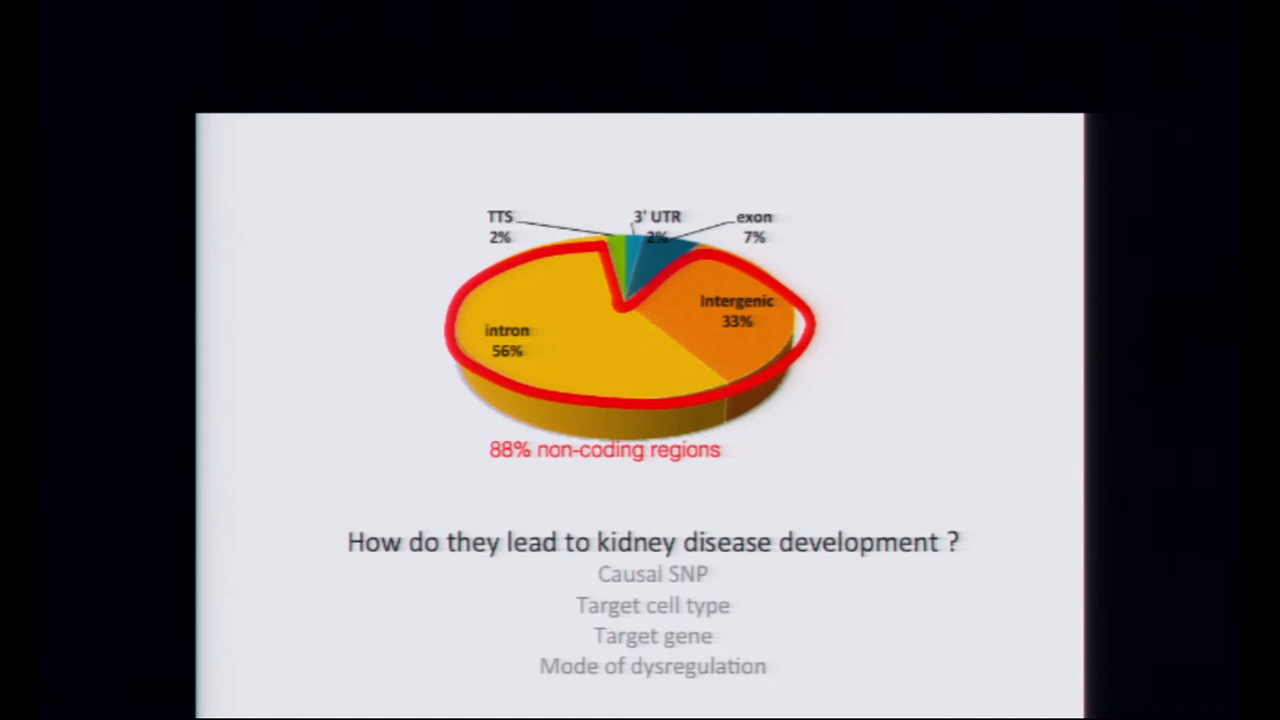 TTS
2%
3' UTR
2%
exon
7%
Intergenic
33%
intron
56%
88% non-coding regions
How do they lead to kidney disease development ?
Causal SNP
Target cell type
Target gene
Mode of dysregulation